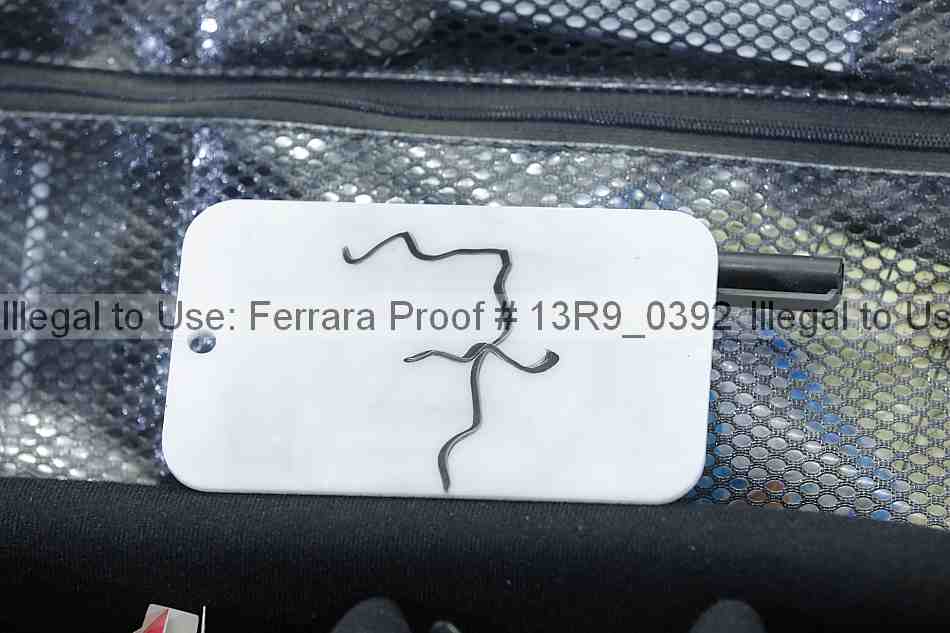 Illegal to Use: Ferrara Proof # 13R9_0392 Illegal to Us